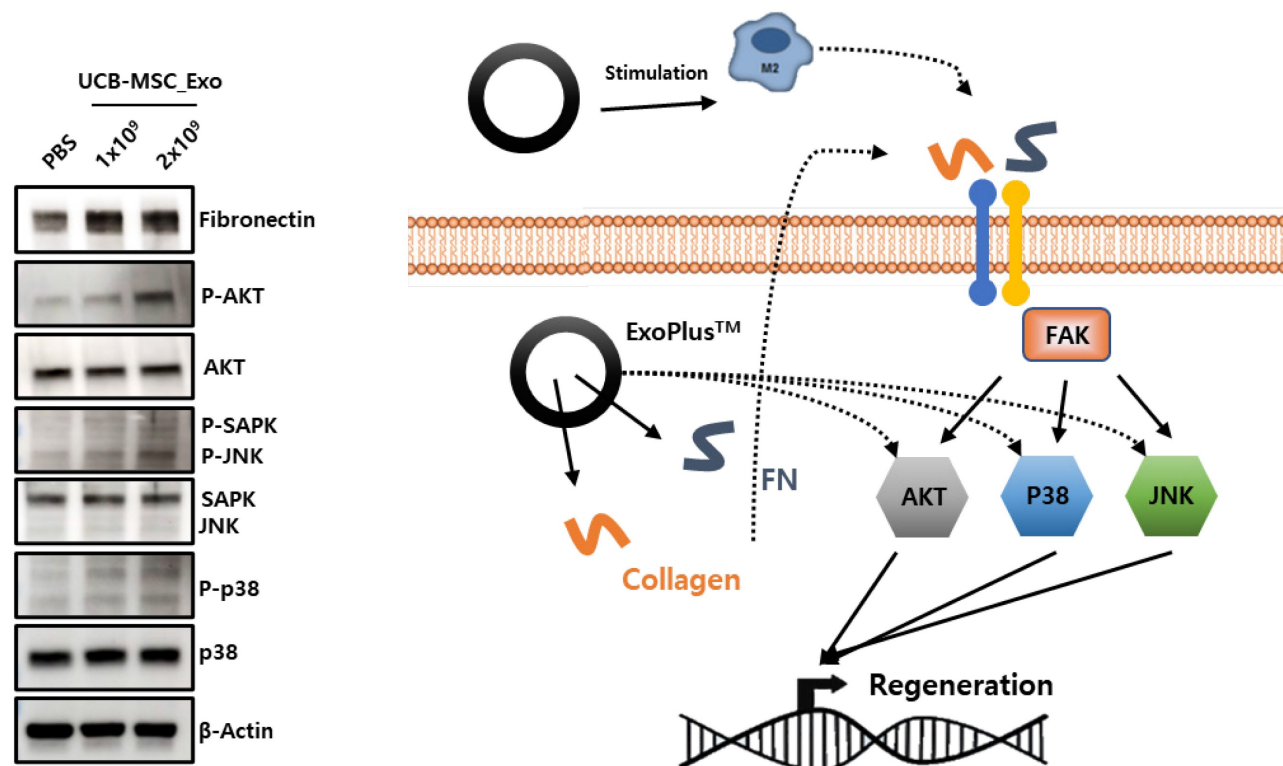 UCB-MSC_Exo
PBS
1x10⁹
2x10⁹
Fibronectin
P-AKT
AKT
P-SAPK
P-JNK
SAPK
JNK
P-p38
p38
β-Actin
Stimulation
M2
ExoPlus™
FAK
FN
Collagen
AKT
P38
JNK
Regeneration